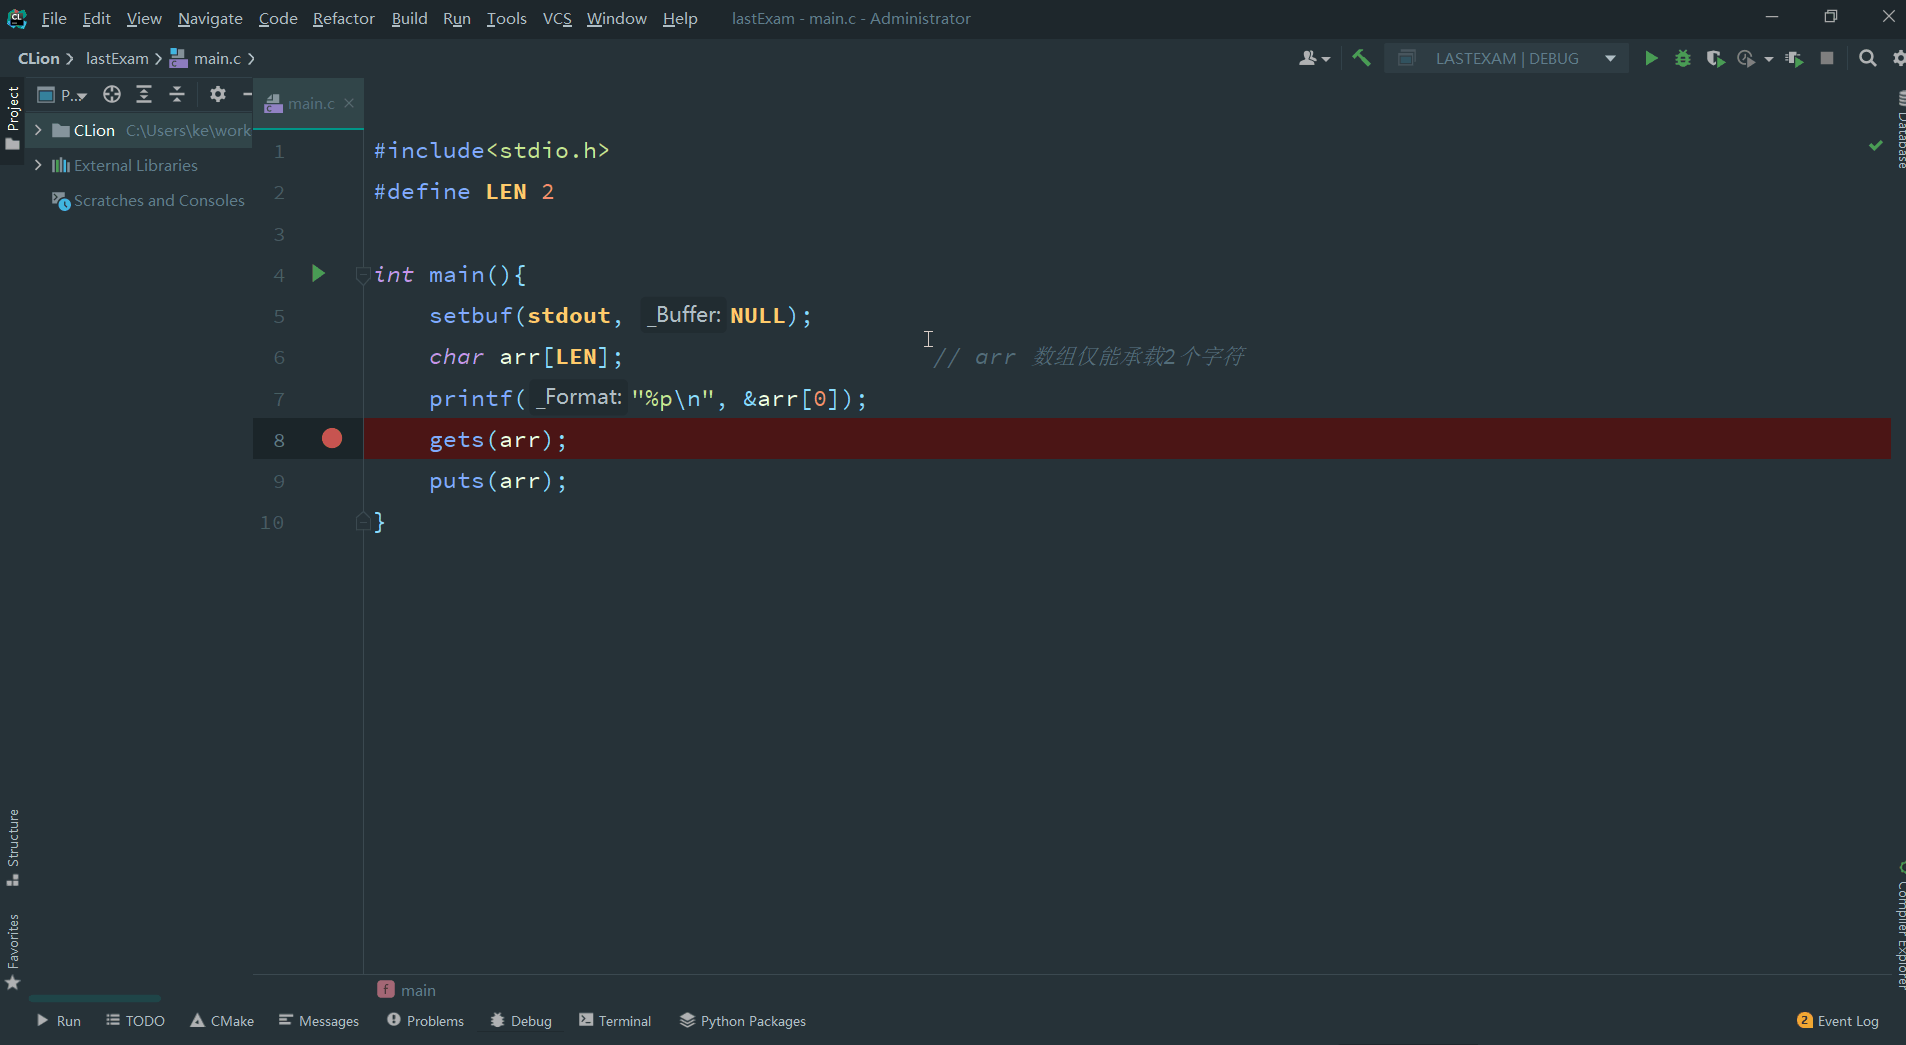 File Edit View Navigate Code Refactor Build Run Tools VCS Window Help lastExam - main.c - Administrator
CLion lastExam main.c LASTEXAM | DEBUG
Project
P...
main.c
CLion C:\Users\ke\work
External Libraries
Scratches and Consoles
1 #include<stdio.h>
2 #define LEN 2
3
4 int main(){
5 setbuf(stdout, _Buffer: NULL);
6 char arr[LEN]; // arr 数组仅能承载2个字符
7 printf( _Format: "%p\n", &arr[0]);
8 gets(arr);
9 puts(arr);
10 }
Database
Structure
Favorites
Compiler Explorer
f main
Run TODO CMake Messages Problems Debug Terminal Python Packages 2 Event Log